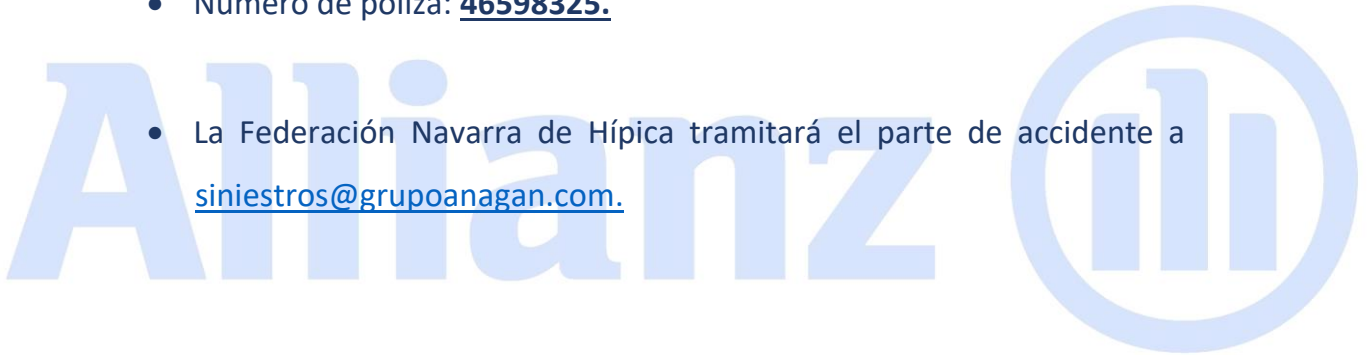 • Número de póliza: 46598325.
• La Federación Navarra de Hípica tramitará el parte de accidente a
siniestros@grupoanagan.com.
Allianz